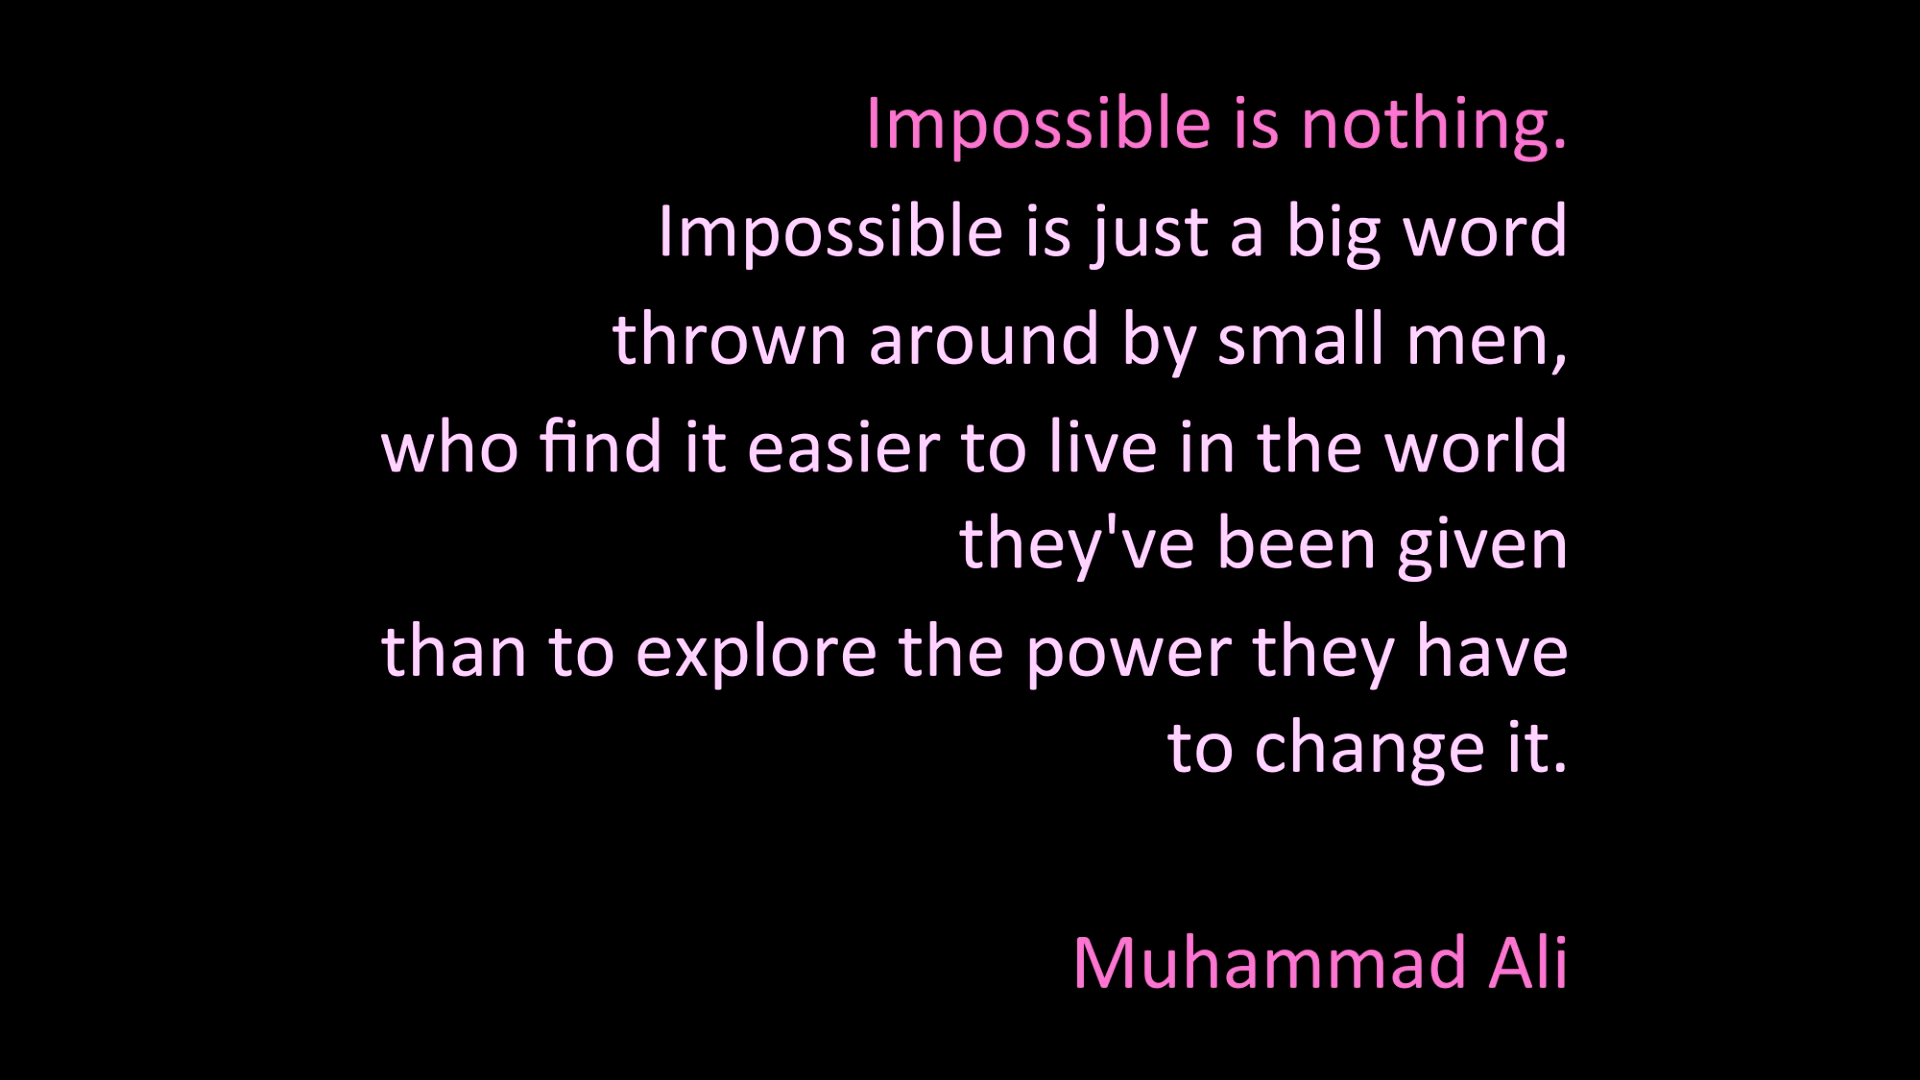 Impossible is nothing.
Impossible is just a big word
thrown around by small men,
who find it easier to live in the world
they've been given
than to explore the power they have
to change it.
Muhammad Ali